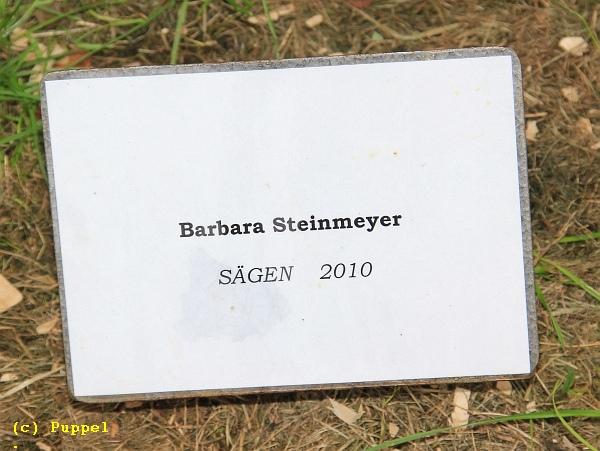 Barbara Steinmeyer
SÄGEN 2010
(c) Puppel